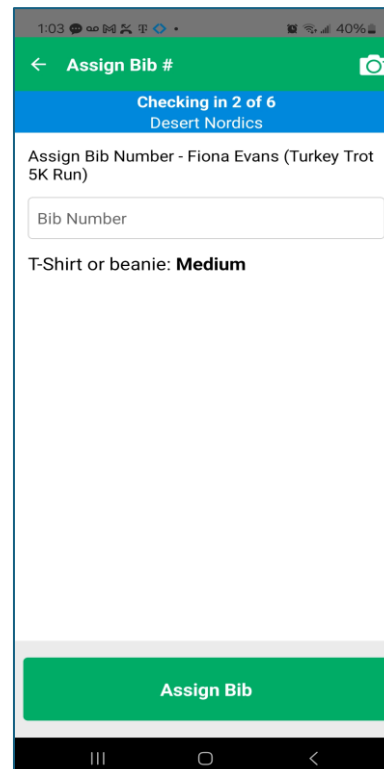 1:03
40%
Assign Bib #
Checking in 2 of 6
Desert Nordics
Assign Bib Number - Fiona Evans (Turkey Trot
5K Run)
Bib Number
T-Shirt or beanie: Medium
Assign Bib